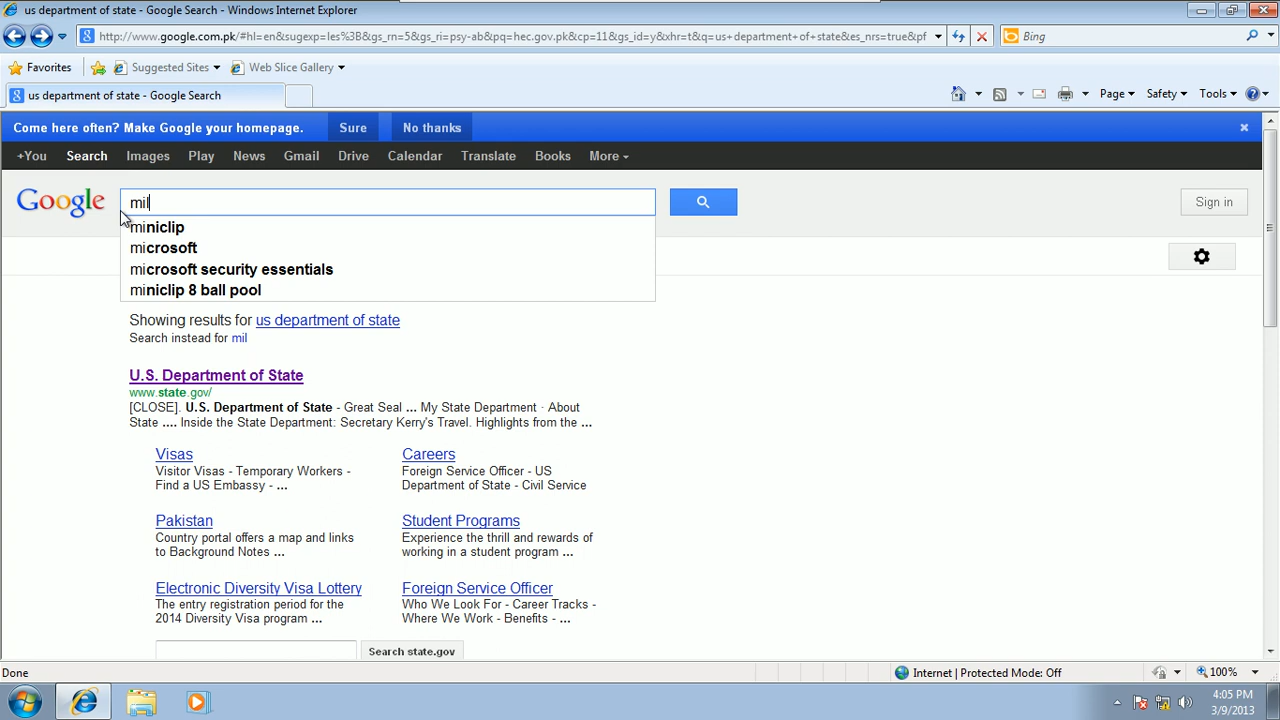 us department of state - Google Search - Windows Internet Explorer
http://www.google.com.pk/#hl=en&sugexp=les%3B&gs_rn=5&gs_ri=psy-ab&pq=hec.gov.pk&cp=11&gs_id=y&xhr=t&q=us+department+of+state&es_nrs=true&pf
Bing
Favorites Suggested Sites Web Slice Gallery
us department of state - Google Search
Page Safety Tools
Come here often? Make Google your homepage. Sure No thanks
+You Search Images Play News Gmail Drive Calendar Translate Books More
Google mil Sign in
miniclip
microsoft
microsoft security essentials
miniclip 8 ball pool
Showing results for us department of state
Search instead for mil
U.S. Department of State
www.state.gov/
[CLOSE]. U.S. Department of State - Great Seal ... My State Department · About
State .... Inside the State Department: Secretary Kerry's Travel. Highlights from the ...
Visas
Visitor Visas - Temporary Workers -
Find a US Embassy - ...
Careers
Foreign Service Officer - US
Department of State - Civil Service
Pakistan
Country portal offers a map and links
to Background Notes ...
Student Programs
Experience the thrill and rewards of
working in a student program ...
Electronic Diversity Visa Lottery
The entry registration period for the
2014 Diversity Visa program ...
Foreign Service Officer
Who We Look For - Career Tracks -
Where We Work - Benefits - ...
Search state.gov
Done Internet | Protected Mode: Off 100%
4:05 PM
3/9/2013